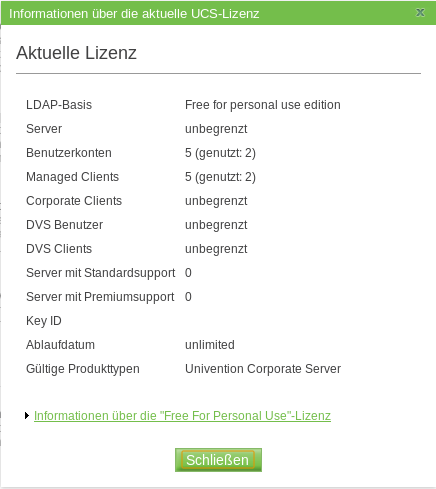 Informationen über die aktuelle UCS-Lizenz
Aktuelle Lizenz
LDAP-Basis Free for personal use edition
Server unbegrenzt
Benutzerkonten 5 (genutzt: 2)
Managed Clients 5 (genutzt: 2)
Corporate Clients unbegrenzt
DVS Benutzer unbegrenzt
DVS Clients unbegrenzt
Server mit Standardsupport 0
Server mit Premiumsupport 0
Key ID
Ablaufdatum unlimited
Gültige Produkttypen Univention Corporate Server
Informationen über die "Free For Personal Use"-Lizenz
Schließen